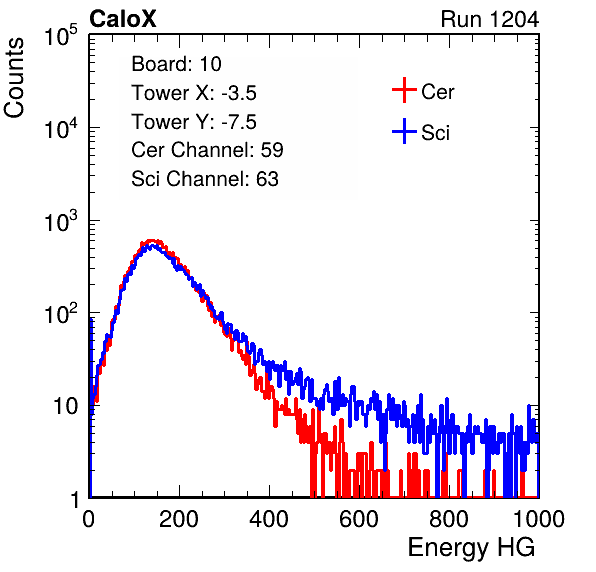 CaloX Run 1204
Counts
10^5
Board: 10
Tower X: -3.5
Tower Y: -7.5
Cer Channel: 59
Sci Channel: 63
Cer
Sci
10^4
10^3
10^2
10
1
0 200 400 600 800 1000
Energy HG